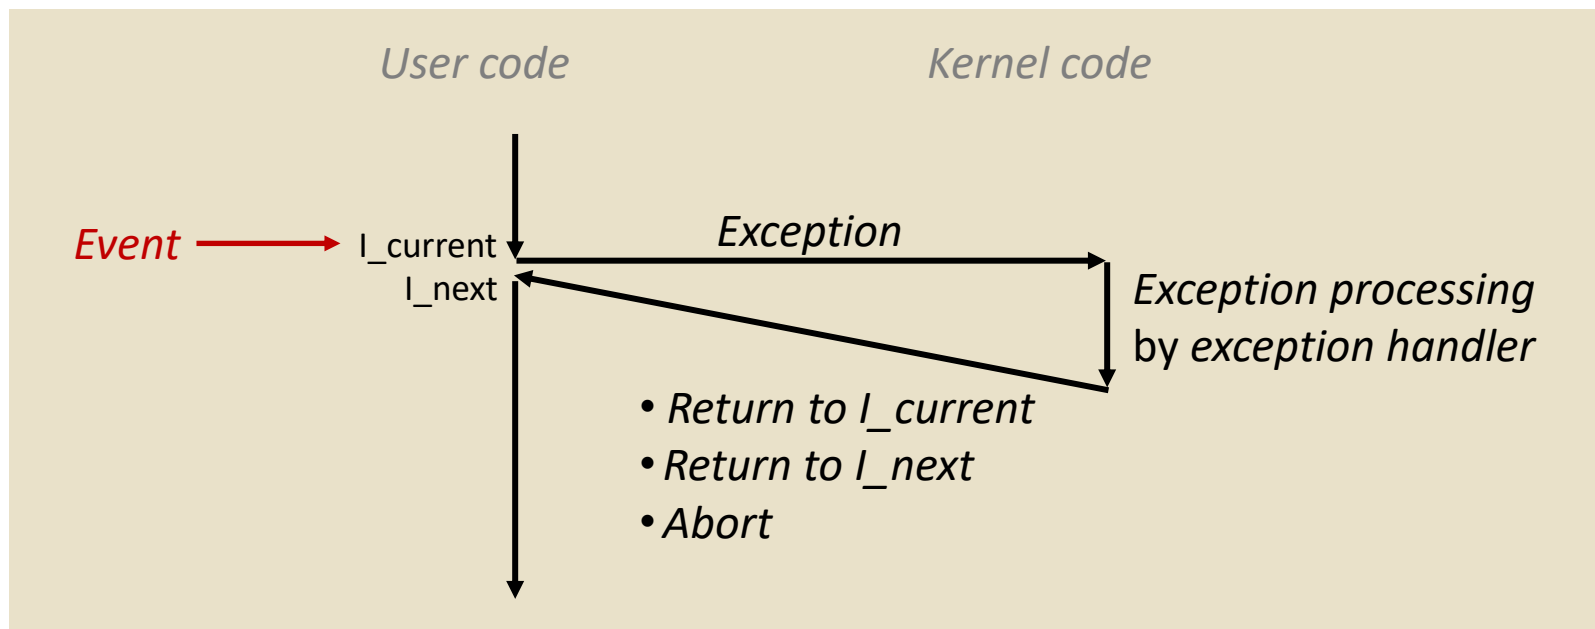 User code
Kernel code
Event
I_current
I_next
Exception
Exception processing
by exception handler
• Return to I_current
• Return to I_next
• Abort